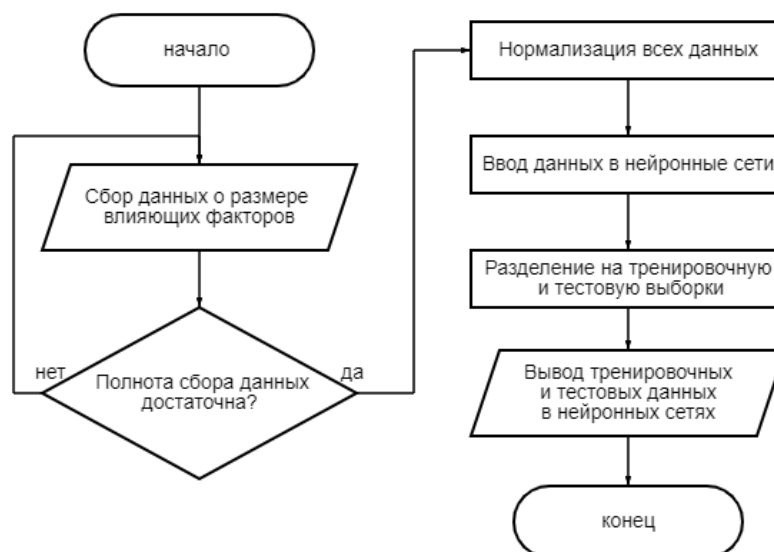 начало
Сбор данных о размере
влияющих факторов
нет
Полнота сбора данных
достаточна?
да
Нормализация всех данных
Ввод данных в нейронные сети
Разделение на тренировочную
и тестовую выборки
Вывод тренировочных
и тестовых данных
в нейронных сетях
конец